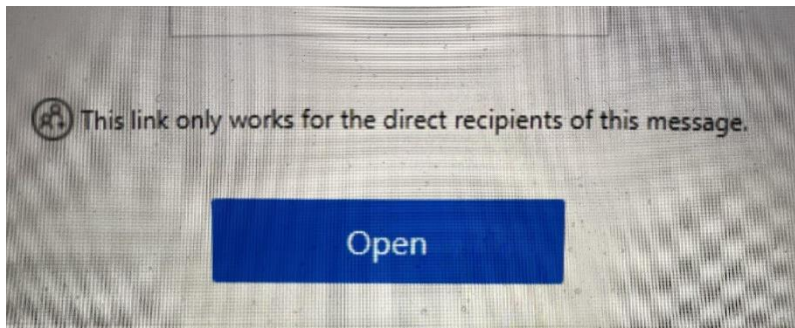 This link only works for the direct recipients of this message.
Open